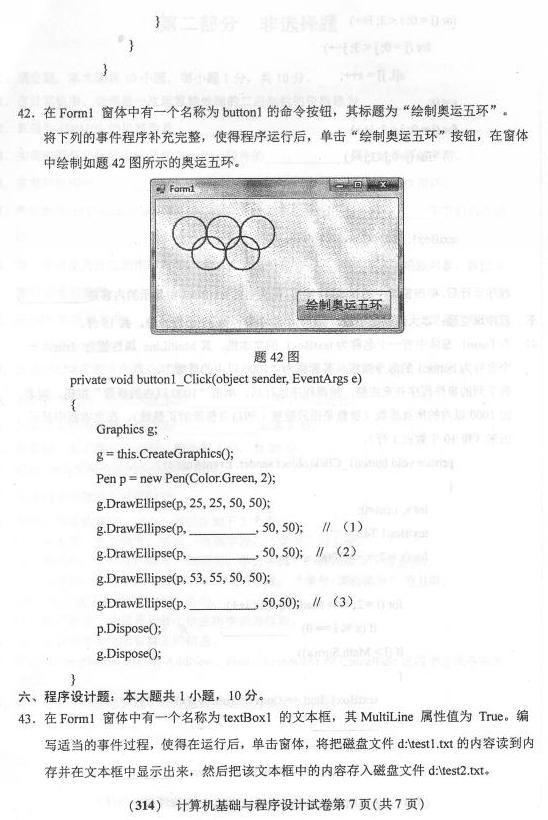 }
}
}
42. 在 Form1 窗体中有一个名称为 button1 的命令按钮，其标题为“绘制奥运五环”。
将下列的事件程序补充完整，使得程序运行后，单击“绘制奥运五环”按钮，在窗体
中绘制如题 42 图所示的奥运五环。
Form1
绘制奥运五环
题 42 图
private void button1_Click(object sender, EventArgs e)
{
Graphics g;
g = this.CreateGraphics();
Pen p = new Pen(Color.Green, 2);
g.DrawEllipse(p, 25, 25, 50, 50);
g.DrawEllipse(p, ________, 50, 50); // （1）
g.DrawEllipse(p, ________, 50, 50); // （2）
g.DrawEllipse(p, 53, 55, 50, 50);
g.DrawEllipse(p, ________, 50,50); // （3）
p.Dispose();
g.Dispose();
}
六、程序设计题：本大题共 1 小题，10 分。
43. 在 Form1 窗体中有一个名称为 textBox1 的文本框，其 MultiLine 属性值为 True。编
写适当的事件过程，使得在运行后，单击窗体，将把磁盘文件 d:\test1.txt 的内容读到内
存并在文本框中显示出来，然后把该文本框中的内容存入磁盘文件 d:\test2.txt。
（314） 计算机基础与程序设计试卷第 7 页(共 7 页)